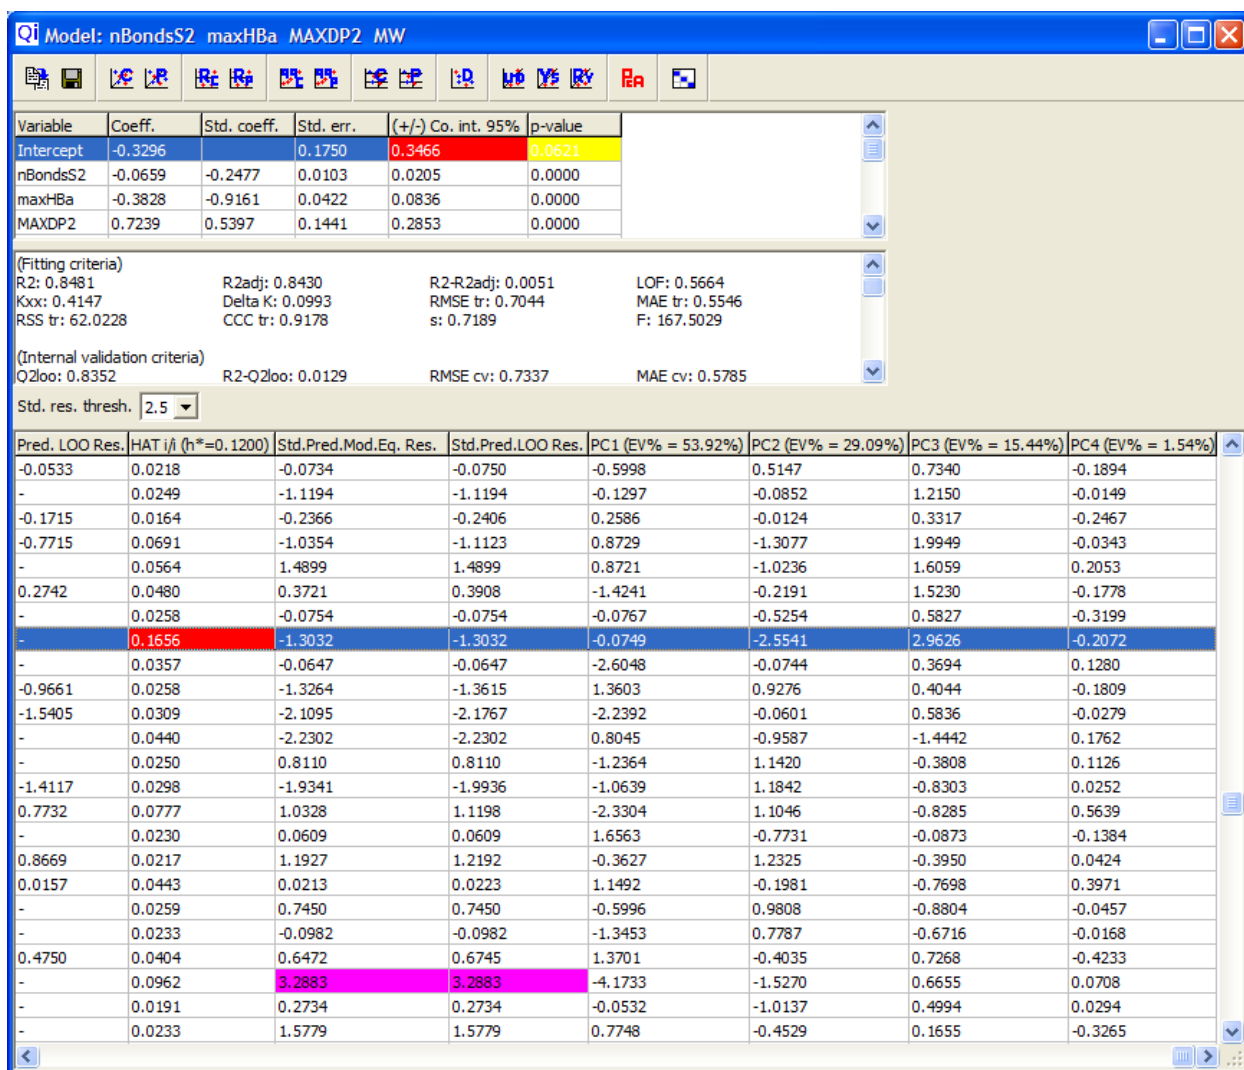 Qi Model: nBondsS2 maxHBa MAXDP2 MW
Variable Coeff. Std. coeff. Std. err. (+/-) Co. int. 95% p-value
Intercept -0.3296 0.1750 0.3466 0.0621
nBondsS2 -0.0659 -0.2477 0.0103 0.0205 0.0000
maxHBa -0.3828 -0.9161 0.0422 0.0836 0.0000
MAXDP2 0.7239 0.5397 0.1441 0.2853 0.0000
(Fitting criteria)
R2: 0.8481 R2adj: 0.8430 R2-R2adj: 0.0051 LOF: 0.5664
Kxx: 0.4147 Delta K: 0.0993 RMSE tr: 0.7044 MAE tr: 0.5546
RSS tr: 62.0228 CCC tr: 0.9178 s: 0.7189 F: 167.5029
(Internal validation criteria)
Q2loo: 0.8352 R2-Q2loo: 0.0129 RMSE cv: 0.7337 MAE cv: 0.5785
Std. res. thresh. 2.5
Pred. LOO Res. HAT i/i (h*=0.1200) Std.Pred.Mod.Eq. Res. Std.Pred.LOO Res. PC1 (EV% = 53.92%) PC2 (EV% = 29.09%) PC3 (EV% = 15.44%) PC4 (EV% = 1.54%)
-0.0533 0.0218 -0.0734 -0.0750 -0.5998 0.5147 0.7340 -0.1894
- 0.0249 -1.1194 -1.1194 -0.1297 -0.0852 1.2150 -0.0149
-0.1715 0.0164 -0.2366 -0.2406 0.2586 -0.0124 0.3317 -0.2467
-0.7715 0.0691 -1.0354 -1.1123 0.8729 -1.3077 1.9949 -0.0343
- 0.0564 1.4899 1.4899 0.8721 -1.0236 1.6059 0.2053
0.2742 0.0480 0.3721 0.3908 -1.4241 -0.2191 1.5230 -0.1778
- 0.0258 -0.0754 -0.0754 -0.0767 -0.5254 0.5827 -0.3199
- 0.1656 -1.3032 -1.3032 -0.0749 -2.5541 2.9626 -0.2072
- 0.0357 -0.0647 -0.0647 -2.6048 -0.0744 0.3694 0.1280
-0.9661 0.0258 -1.3264 -1.3615 1.3603 0.9276 0.4044 -0.1809
-1.5405 0.0309 -2.1095 -2.1767 -2.2392 -0.0601 0.5836 -0.0279
- 0.0440 -2.2302 -2.2302 0.8045 -0.9587 -1.4442 0.1762
- 0.0250 0.8110 0.8110 -1.2364 1.1420 -0.3808 0.1126
-1.4117 0.0298 -1.9341 -1.9936 -1.0639 1.1842 -0.8303 0.0252
0.7732 0.0777 1.0328 1.1198 -2.3304 1.1046 -0.8285 0.5639
- 0.0230 0.0609 0.0609 1.6563 -0.7731 -0.0873 -0.1384
0.8669 0.0217 1.1927 1.2192 -0.3627 1.2325 -0.3950 0.0424
0.0157 0.0443 0.0213 0.0223 1.1492 -0.1981 -0.7698 0.3971
- 0.0259 0.7450 0.7450 -0.5996 0.9808 -0.8804 -0.0457
- 0.0233 -0.0982 -0.0982 -1.3453 0.7787 -0.6716 -0.0168
0.4750 0.0404 0.6472 0.6745 1.3701 -0.4035 0.7268 -0.4233
- 0.0962 3.2883 3.2883 -4.1733 -1.5270 0.6655 0.0708
- 0.0191 0.2734 0.2734 -0.0532 -1.0137 0.4994 0.0294
- 0.0233 1.5779 1.5779 0.7748 -0.4529 0.1655 -0.3265